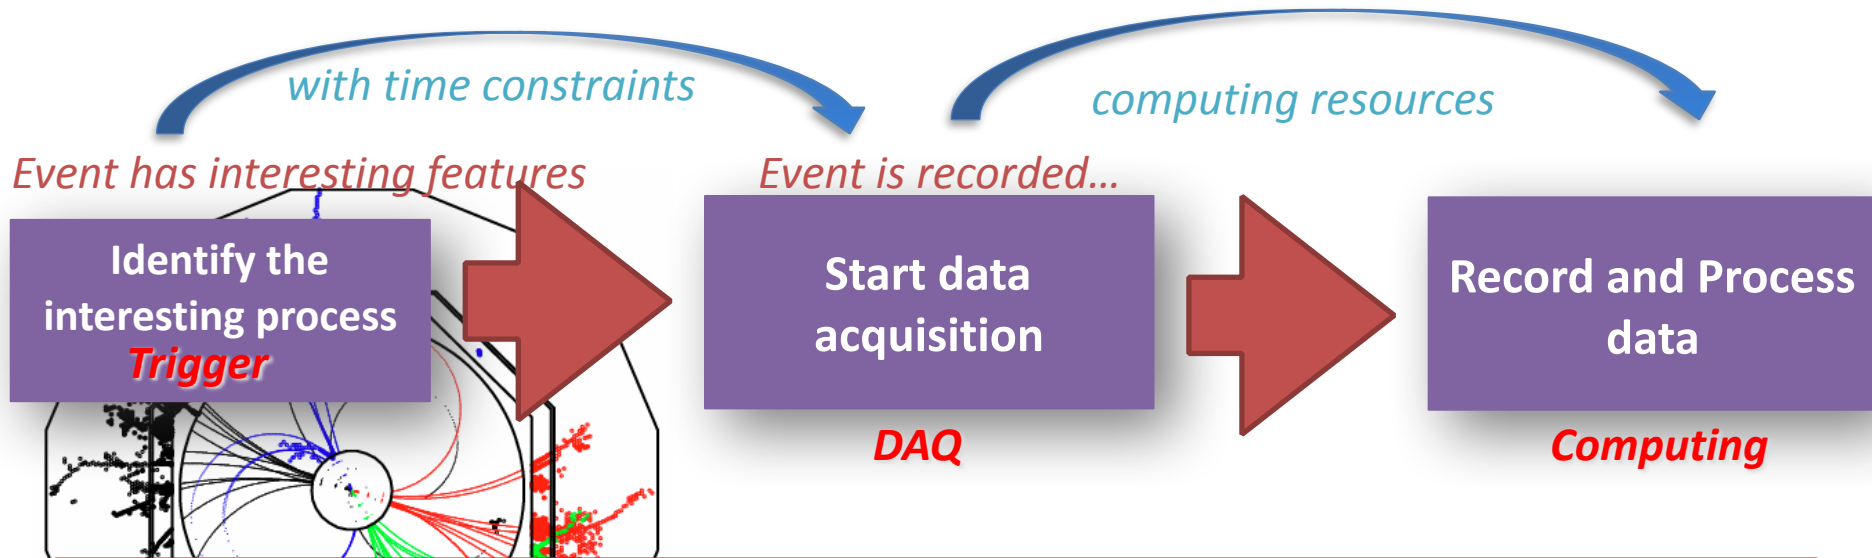 with time constraints
computing resources
Event has interesting features
Event is recorded...
Identify the
interesting process
Trigger
Start data
acquisition
DAQ
Record and Process
data
Computing